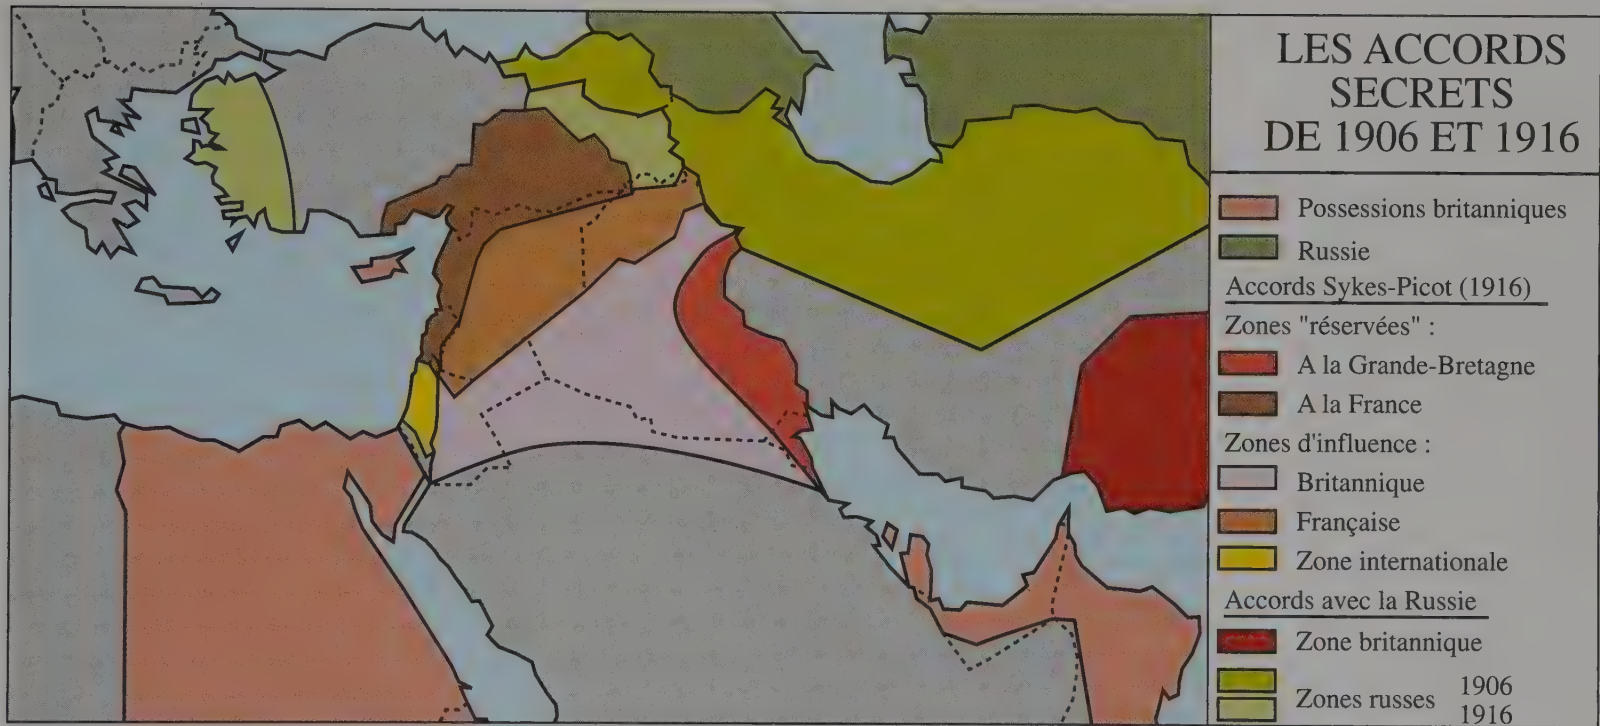 LES ACCORDS
SECRETS
DE 1906 ET 1916
Possessions britanniques
Russie
Accords Sykes-Picot (1916)
Zones "réservées" :
A la Grande-Bretagne
A la France
Zones d'influence :
Britannique
Française
Zone internationale
Accords avec la Russie
Zone britannique
Zones russes 1906
1916